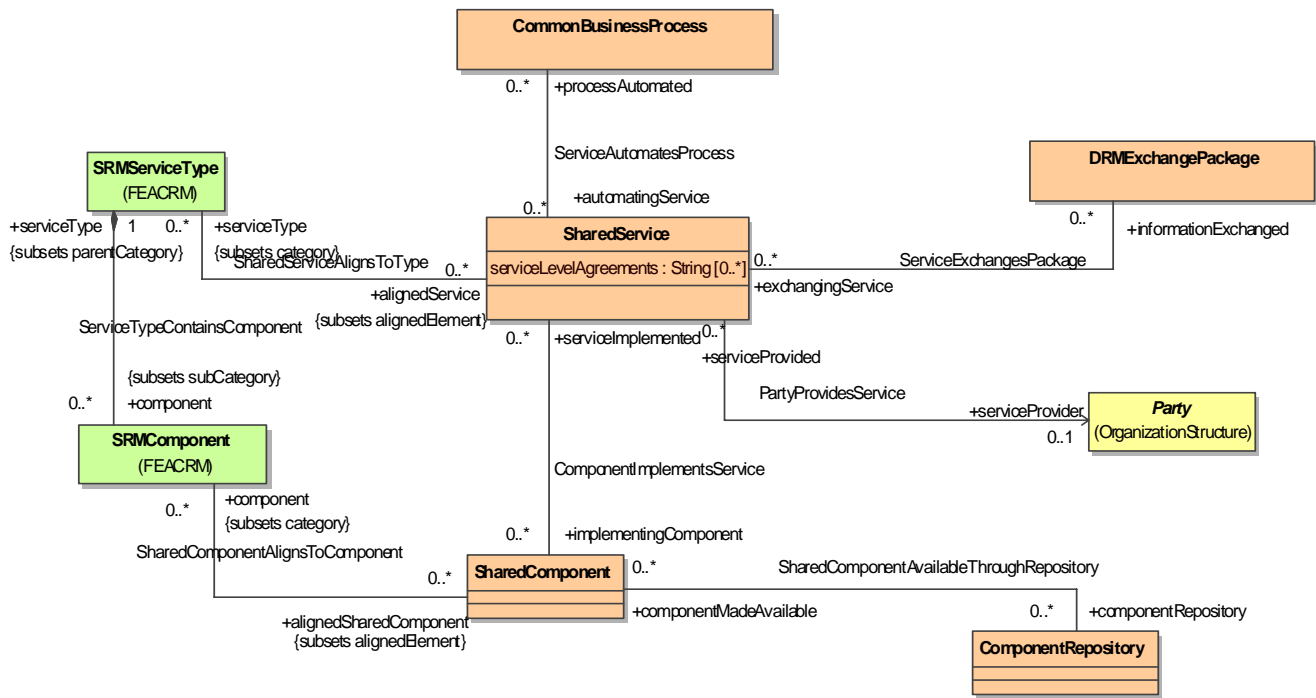 CommonBusinessProcess
0..*
+processAutomated
ServiceAutomatesProcess
+automatingService
0..*
SRMServiceType
(FEACRM)
DRMExchangePackage
+serviceType
1
0..*
+serviceType
{subsets parentCategory}
{subsets category}
SharedServiceAlignsToType
0..*
+alignedService
{subsets alignedElement}
SharedService
serviceLevelAgreements : String [0..*]
0..*
+informationExchanged
0..*
ServiceExchangesPackage
+exchangingService
ServiceTypeContainsComponent
0..*
+serviceImplemented
0..*
+serviceProvided
{subsets subCategory}
0..*
+component
PartyProvidesService
+serviceProvider
0..1
Party
(OrganizationStructure)
SRMComponent
(FEACRM)
ComponentImplementsService
0..*
+component
{subsets category}
SharedComponentAlignsToComponent
0..*
+implementingComponent
0..*
SharedComponent
0..*
SharedComponentAvailableThroughRepository
+alignedSharedComponent
{subsets alignedElement}
+componentMadeAvailable
0..*
+componentRepository
ComponentRepository